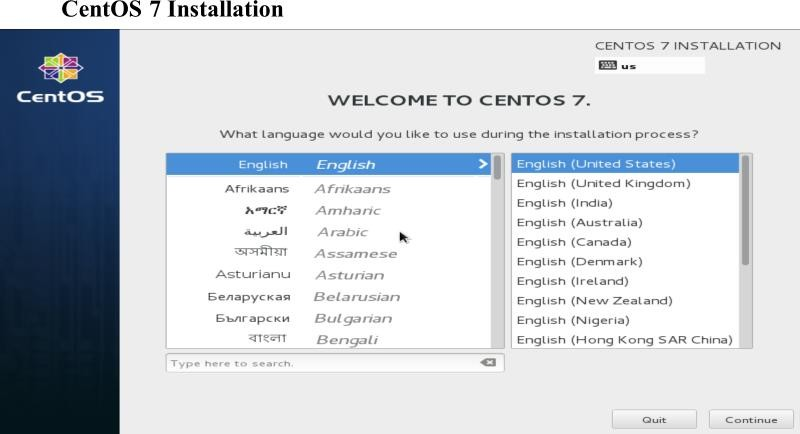 CentOS 7 Installation
CENTOS 7 INSTALLATION
us
CentOS
WELCOME TO CENTOS 7.
What language would you like to use during the installation process?
English English
Afrikaans Afrikaans
አማርኛ Amharic
العربية Arabic
অসমীয়া Assamese
Asturianu Asturian
Беларуская Belarusian
Български Bulgarian
বাংলা Bengali
Type here to search.
English (United States)
English (United Kingdom)
English (India)
English (Australia)
English (Canada)
English (Denmark)
English (Ireland)
English (New Zealand)
English (Nigeria)
English (Hong Kong SAR China)
Quit Continue